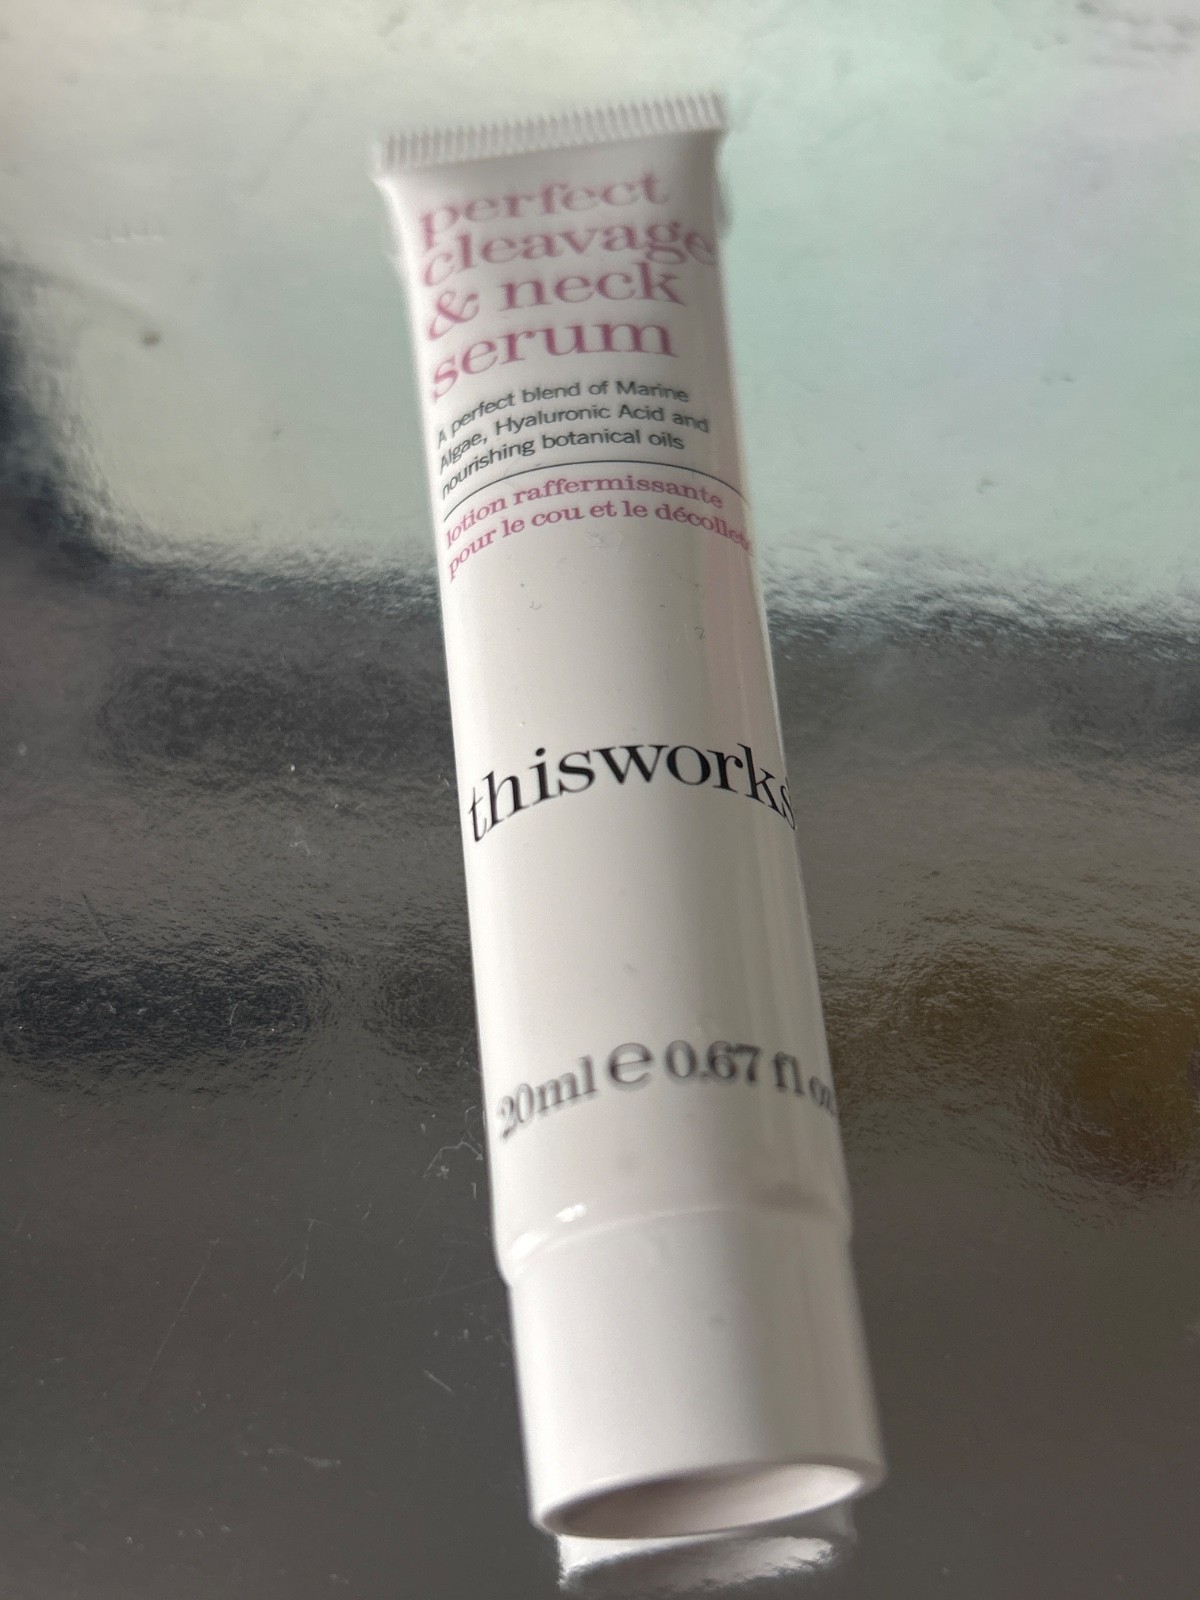 perfect
cleavage
& neck
serum
A perfect blend of Marine
Algae, Hyaluronic Acid and
nourishing botanical oils
lotion raffermissante
pour le cou et le décolleté
thisworks
20ml e 0.67 fl oz